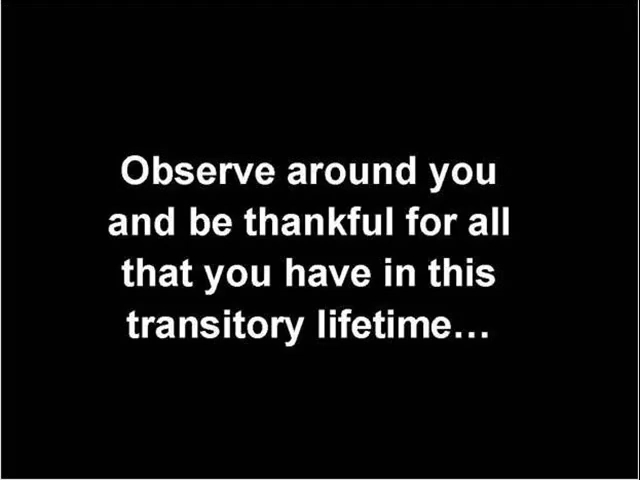 Observe around you
and be thankful for all
that you have in this
transitory lifetime…